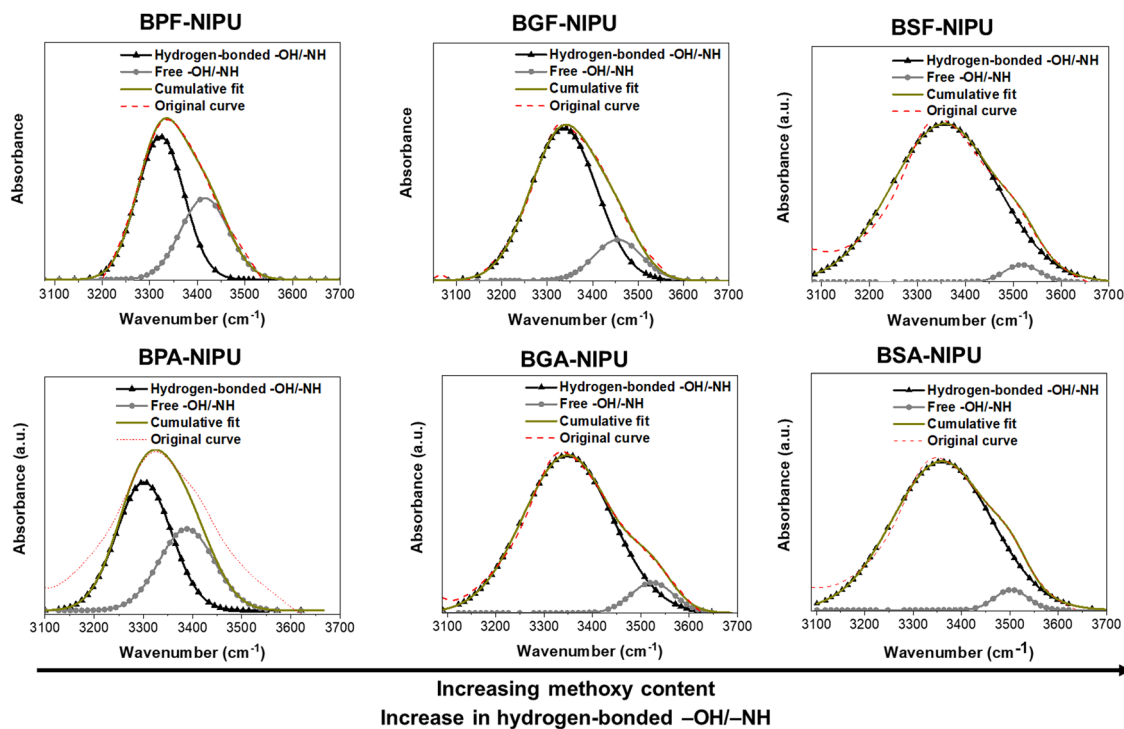 BPF-NIPU
Hydrogen-bonded -OH/-NH
Free -OH/-NH
Cumulative fit
Original curve
Absorbance
3100 3200 3300 3400 3500 3600 3700
Wavenumber (cm⁻¹)
BGF-NIPU
Hydrogen-bonded -OH/-NH
Free -OH/-NH
Cumulative fit
Original curve
Absorbance
3100 3200 3300 3400 3500 3600 3700
Wavenumber (cm⁻¹)
BSF-NIPU
Hydrogen-bonded -OH/-NH
Free -OH/-NH
Cumulative fit
Original curve
Absorbance (a.u.)
3100 3200 3300 3400 3500 3600 3700
Wavenumber (cm⁻¹)
BPA-NIPU
Hydrogen-bonded -OH/-NH
Free -OH/-NH
Cumulative fit
Original curve
Absorbance (a.u.)
3100 3200 3300 3400 3500 3600 3700
Wavenumber (cm⁻¹)
BGA-NIPU
Hydrogen-bonded -OH/-NH
Free -OH/-NH
Cumulative fit
Original curve
Absorbance (a.u.)
3100 3200 3300 3400 3500 3600 3700
Wavenumber (cm⁻¹)
BSA-NIPU
Hydrogen-bonded -OH/-NH
Free -OH/-NH
Cumulative fit
Original curve
Absorbance (a.u.)
3100 3200 3300 3400 3500 3600 3700
Wavenumber (cm⁻¹)
Increasing methoxy content
Increase in hydrogen-bonded –OH/–NH